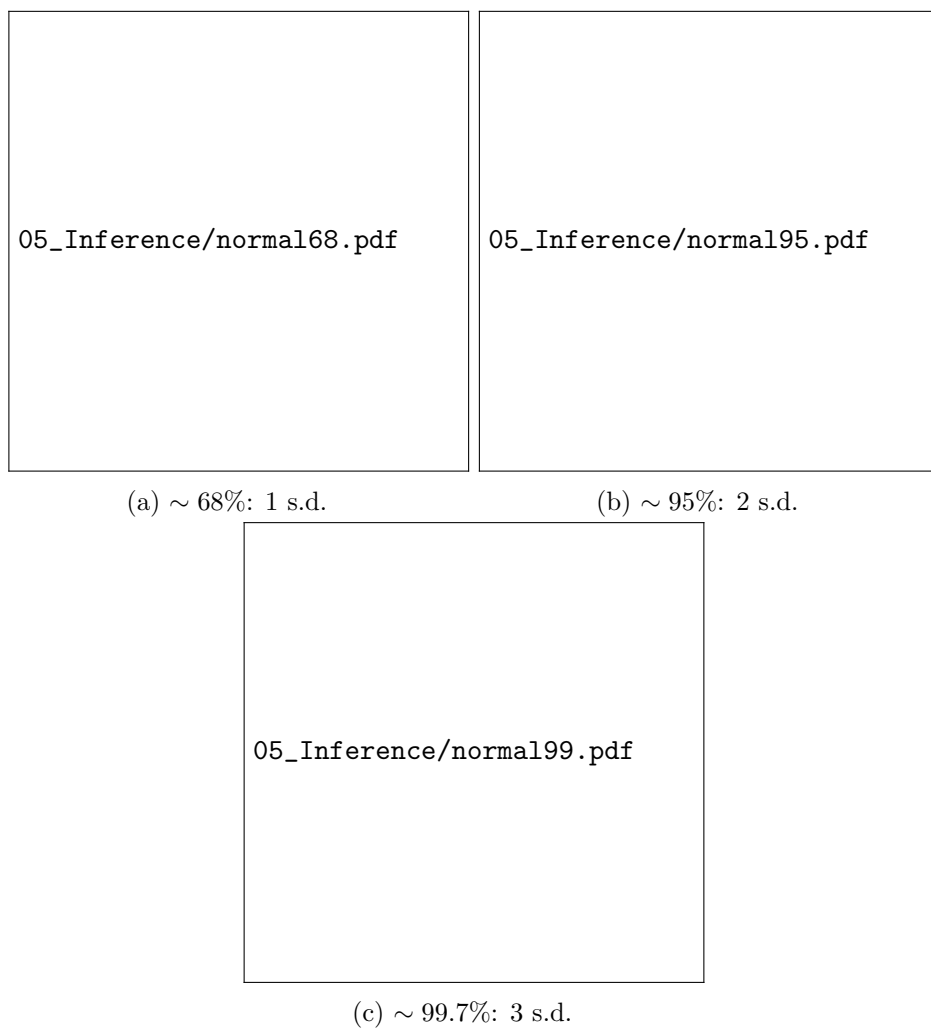 05_Inference/normal68.pdf
05_Inference/normal95.pdf
(a) ∼ 68%: 1 s.d.
(b) ∼ 95%: 2 s.d.
05_Inference/normal99.pdf
(c) ∼ 99.7%: 3 s.d.